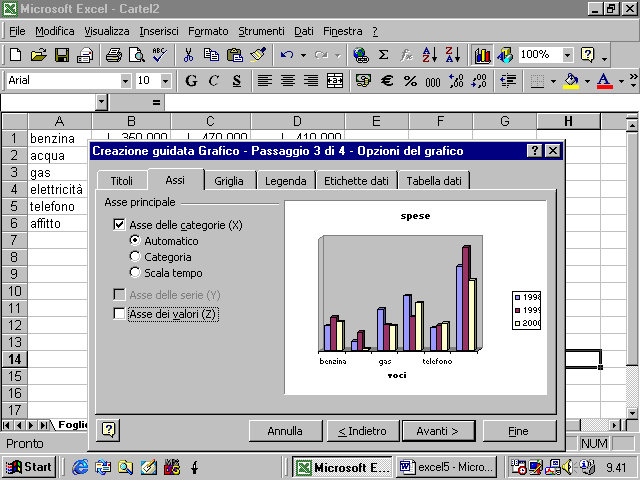 Microsoft Excel - Cartel2
File Modifica Visualizza Inserisci Formato Strumenti Dati Finestra ?
100%
Arial 10 G C S € % 000
=
A B C D E F G H
1 benzina L. 360.000 L. 470.000 L. 410.000
2 acqua
3 gas
4 elettricità
5 telefono
6 affitto
7
8
9
10
11
12
13
14
15
16
17
Creazione guidata Grafico - Passaggio 3 di 4 - Opzioni del grafico
Titoli Assi Griglia Legenda Etichette dati Tabella dati
Asse principale
Asse delle categorie (X)
Automatico
Categoria
Scala tempo
Asse delle serie (Y)
Asse dei valori (Z)
spese
1998
1999
2000
benzina gas telefono
voci
Annulla < Indietro Avanti > Fine
Foglio
Pronto NUM
Start Microsoft E... excel5 - Micro... 9.41